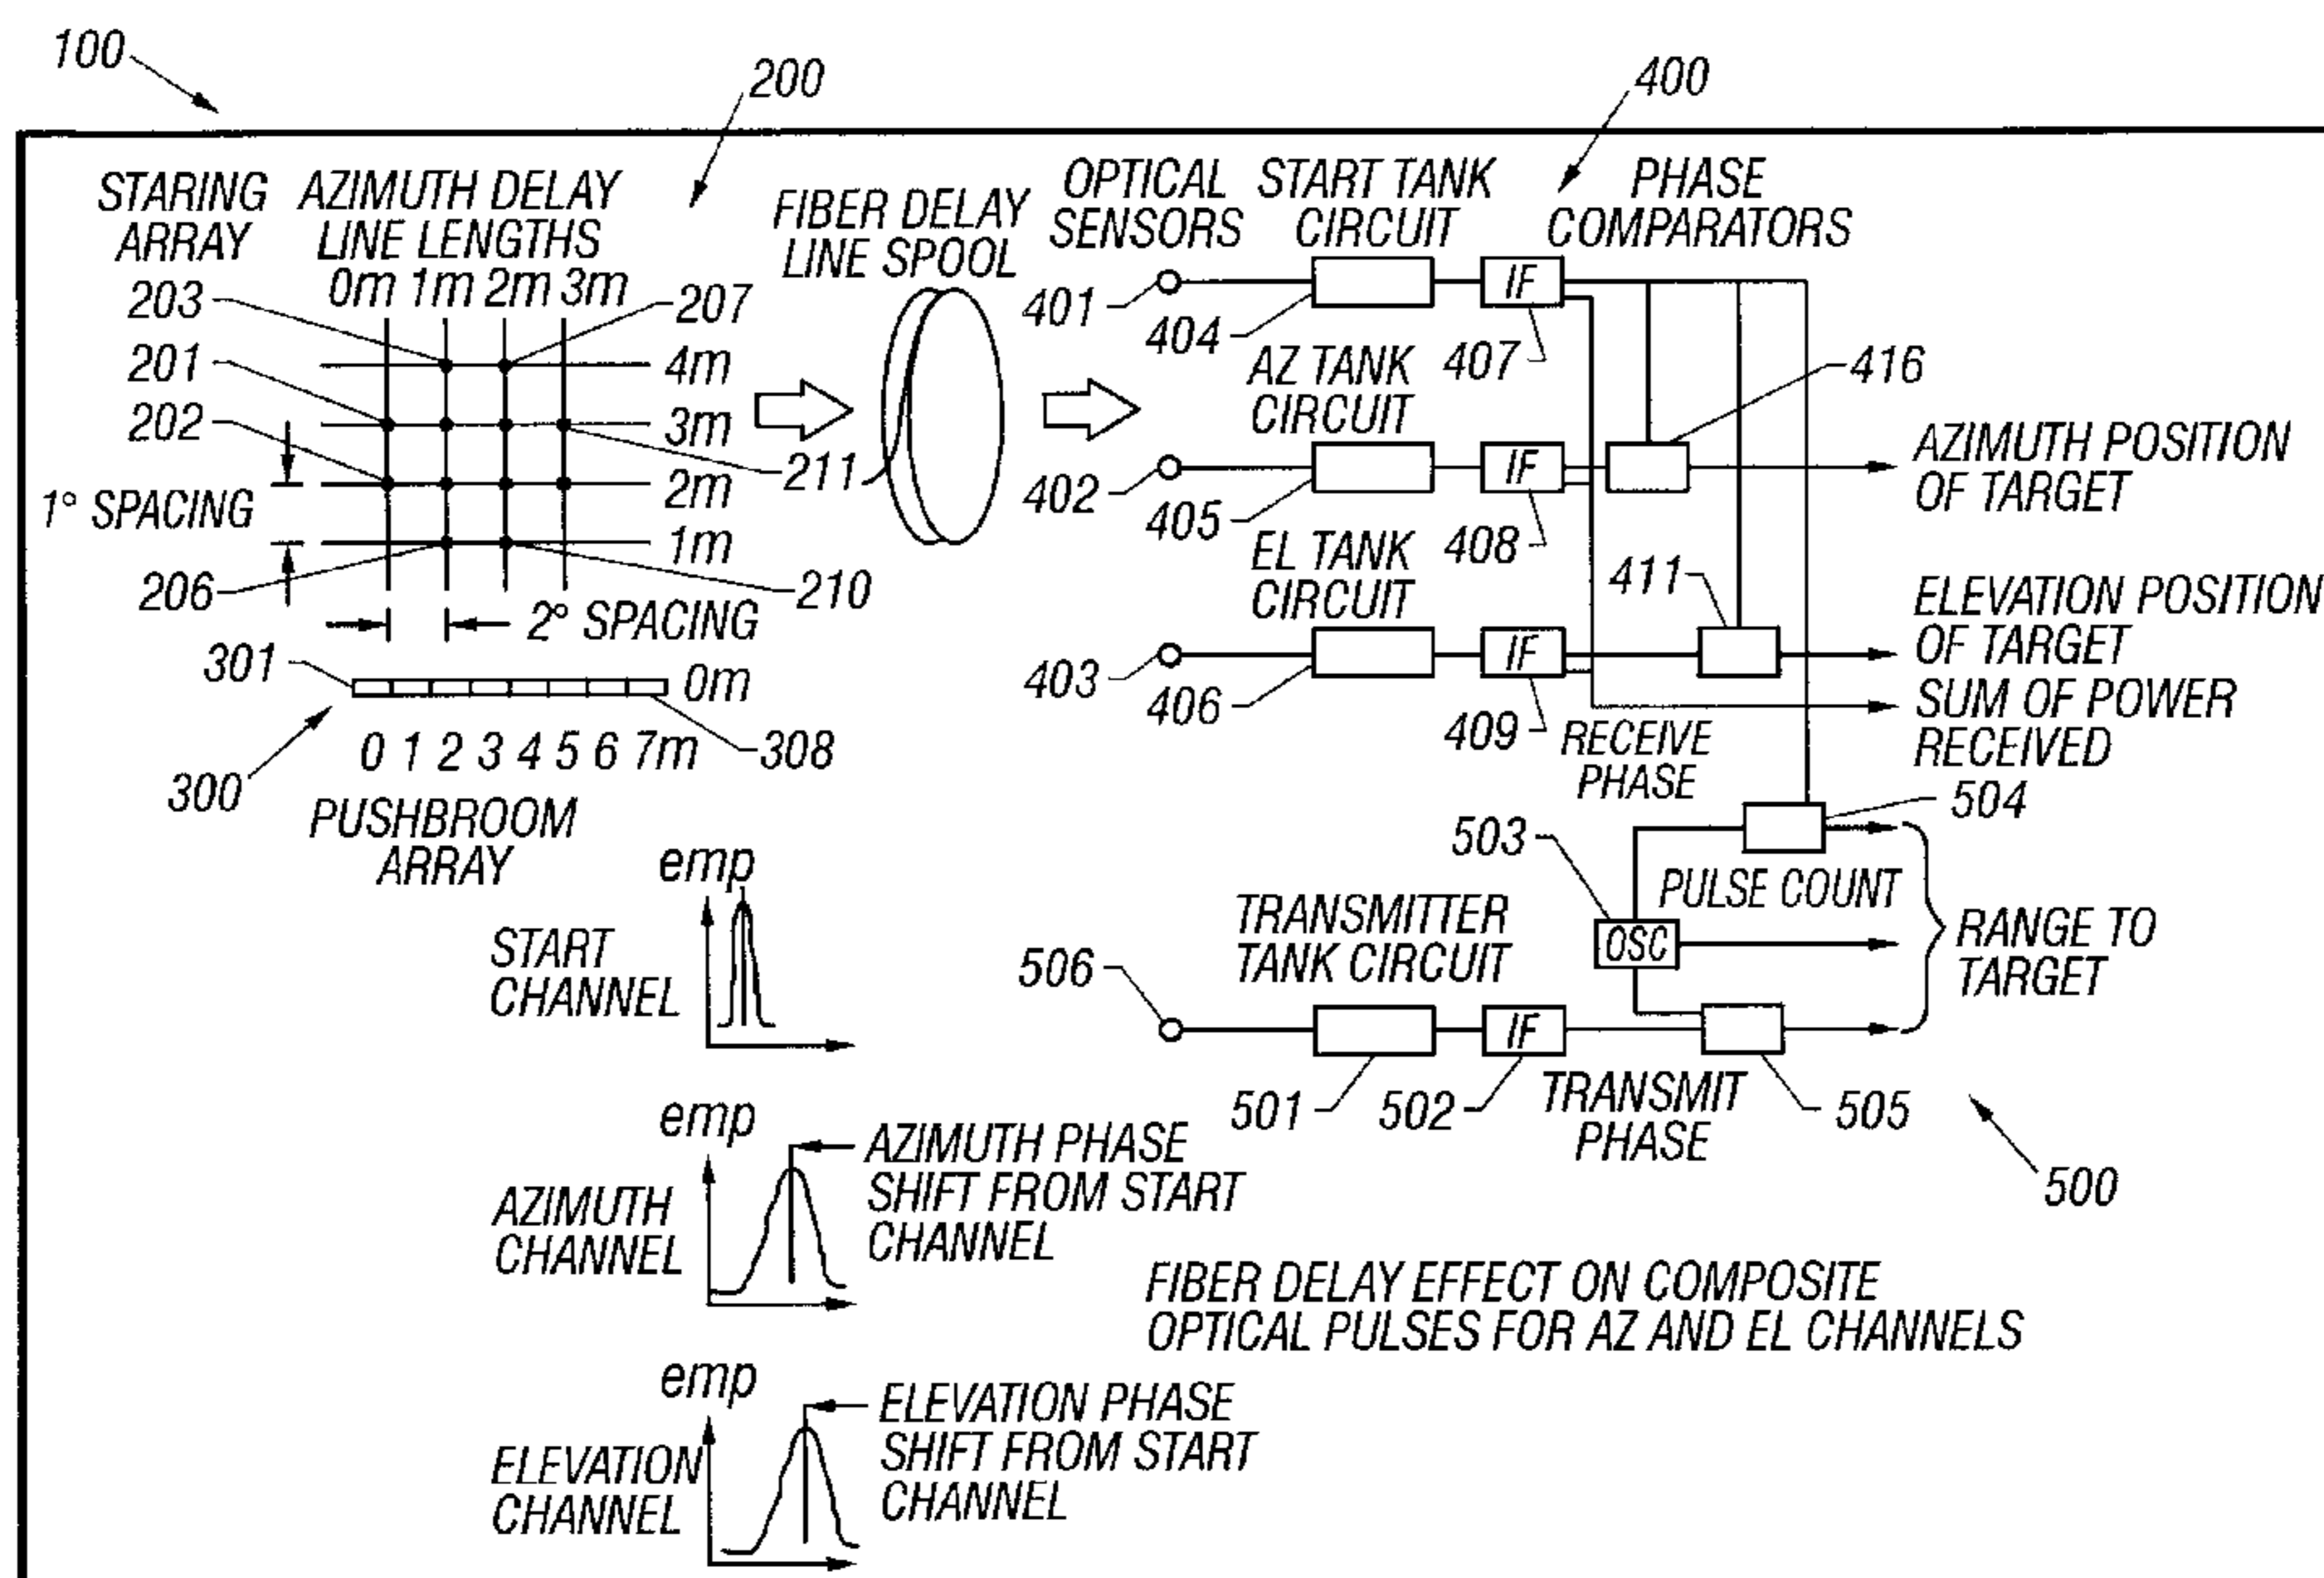 100
200
400
STARING
ARRAY
AZIMUTH DELAY
LINE LENGTHS
0m 1m 2m 3m
FIBER DELAY
LINE SPOOL
OPTICAL
SENSORS
START TANK
CIRCUIT
PHASE
COMPARATORS
203
207
201
4m
202
3m
211
2m
1° SPACING
1m
206
210
2° SPACING
301
0m
0 1 2 3 4 5 6 7m
308
300
PUSHBROOM
ARRAY
401
404
IF
407
416
AZ TANK
CIRCUIT
402
405
IF
408
AZIMUTH POSITION
OF TARGET
EL TANK
CIRCUIT
411
403
406
IF
409
ELEVATION POSITION
OF TARGET
SUM OF POWER
RECEIVED
RECEIVE
PHASE
504
503
PULSE COUNT
OSC
RANGE TO
TARGET
TRANSMITTER
TANK CIRCUIT
506
IF
501
502
TRANSMIT
PHASE
505
500
emp
START
CHANNEL
emp
AZIMUTH
CHANNEL
AZIMUTH PHASE
SHIFT FROM START
CHANNEL
FIBER DELAY EFFECT ON COMPOSITE
OPTICAL PULSES FOR AZ AND EL CHANNELS
emp
ELEVATION
CHANNEL
ELEVATION PHASE
SHIFT FROM START
CHANNEL